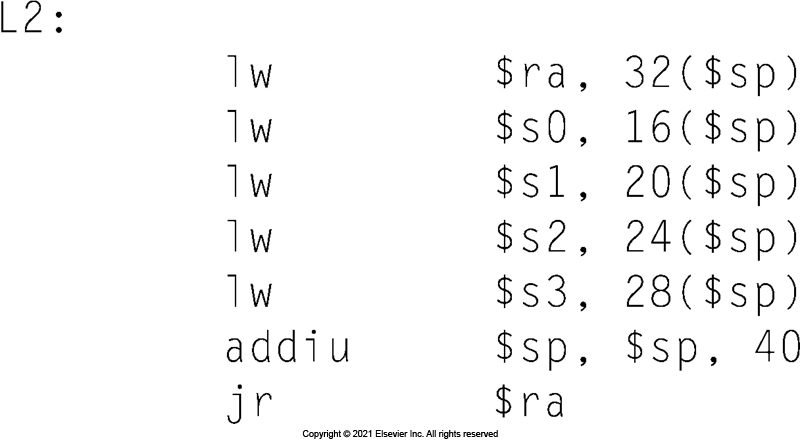 L2:
lw $ra, 32($sp)
lw $s0, 16($sp)
lw $s1, 20($sp)
lw $s2, 24($sp)
lw $s3, 28($sp)
addiu $sp, $sp, 40
jr $ra
Copyright © 2021 Elsevier Inc. All rights reserved